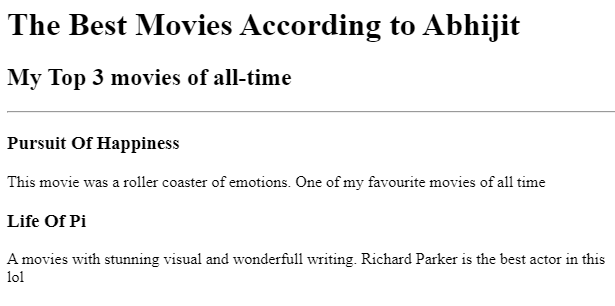 The Best Movies According to Abhijit
My Top 3 movies of all-time
Pursuit Of Happiness
This movie was a roller coaster of emotions. One of my favourite movies of all time
Life Of Pi
A movies with stunning visual and wonderfull writing. Richard Parker is the best actor in this
lol